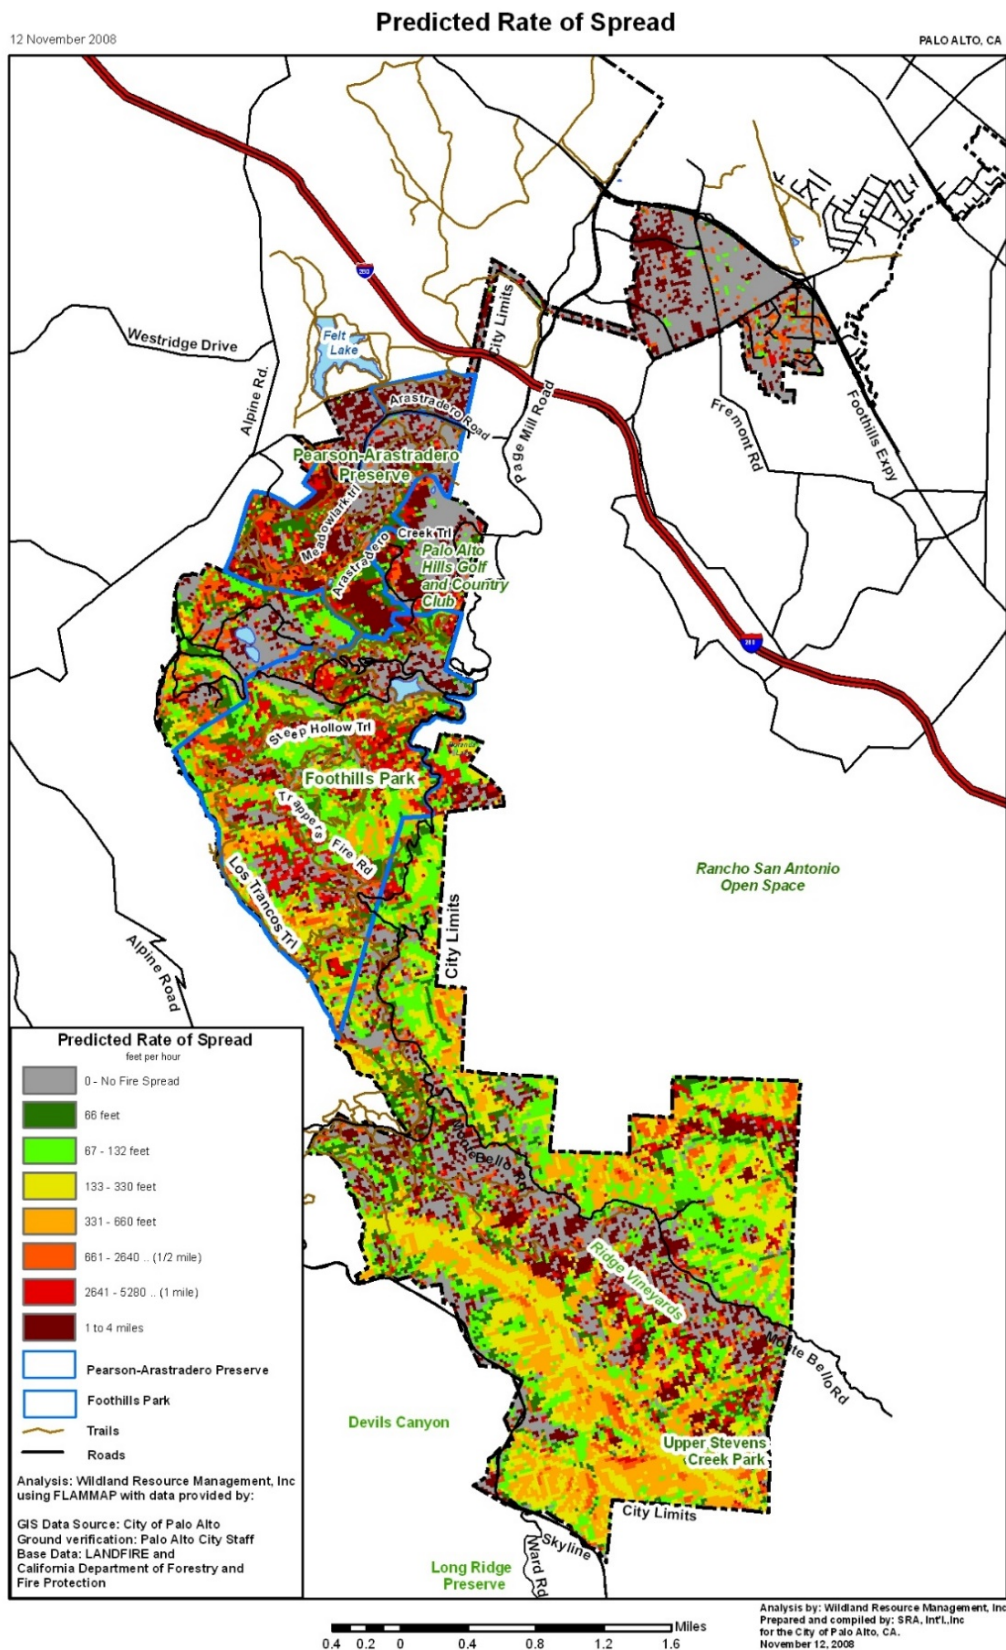 Predicted Rate of Spread
12 November 2008
PALO ALTO, CA
280
Felt
Lake
City Limits
Westridge Drive
Alpine Rd.
Arastradero Road
Page Mill Road
Fremont Rd
Foothills Expy
Pearson-Arastradero
Preserve
Meadowlark trl
Arastradero Creek Trl
Palo Alto
Hills Golf
and Country
Club
280
Steep Hollow Trl
Foothills Park
Trappers Fire Rd
Los Trancos Trl
City Limits
Rancho San Antonio
Open Space
Alpine Road
Monte Bello Rd
Ridge Vineyards
Monte Bello Rd
Devils Canyon
Upper Stevens
Creek Park
City Limits
Skyline
Ward Rd
Long Ridge
Preserve
Predicted Rate of Spread
feet per hour
0 - No Fire Spread
66 feet
67 - 132 feet
133 - 330 feet
331 - 660 feet
661 - 2640 .. (1/2 mile)
2641 - 5280 .. (1 mile)
1 to 4 miles
Pearson-Arastradero Preserve
Foothills Park
Trails
Roads
Analysis: Wildland Resource Management, Inc
using FLAMMAP with data provided by:
GIS Data Source: City of Palo Alto
Ground verification: Palo Alto City Staff
Base Data: LANDFIRE and
California Department of Forestry and
Fire Protection
Miles
0.4 0.2 0 0.4 0.8 1.2 1.6
Analysis by: Wildland Resource Management, Inc
Prepared and compiled by: SRA, Int'l.,Inc
for the City of Palo Alto, CA.
November 12, 2008